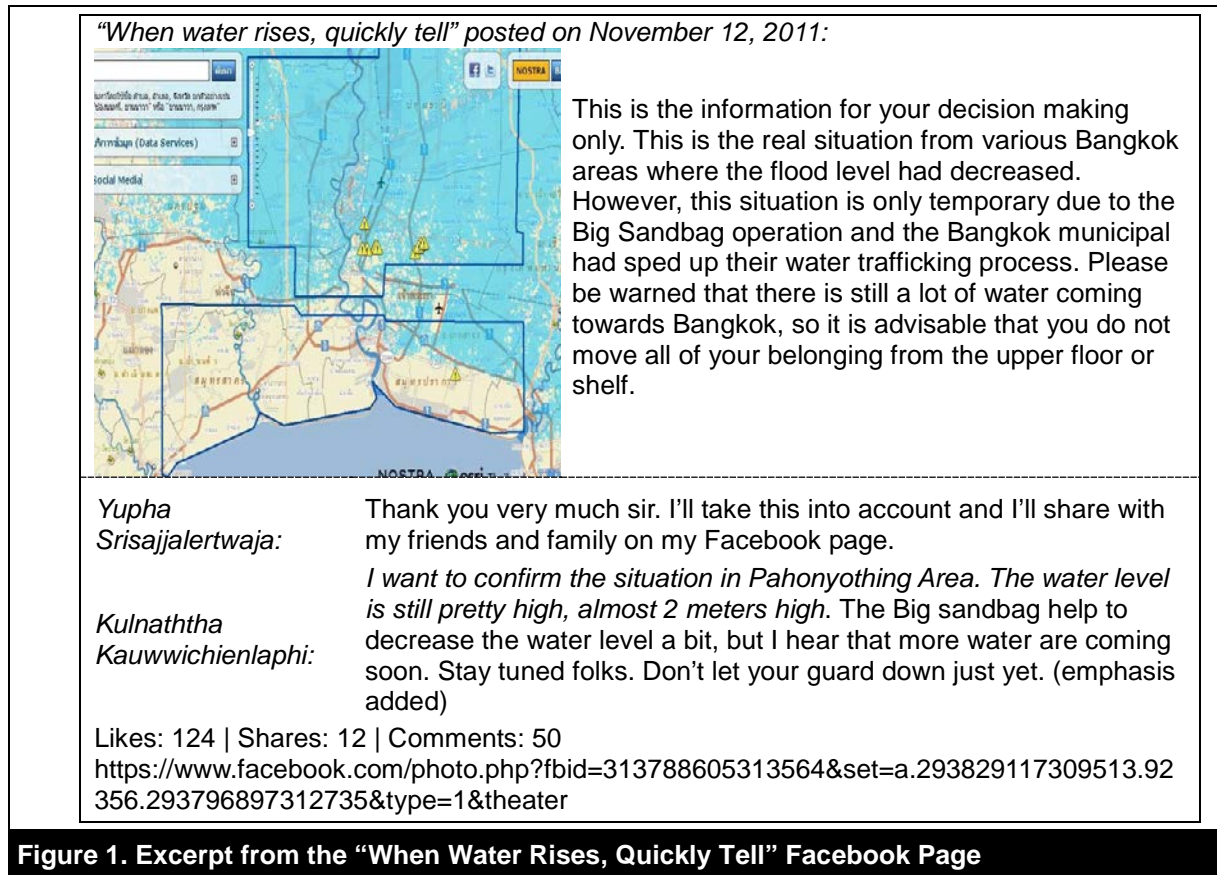 “When water rises, quickly tell” posted on November 12, 2011:
(Data Services)
Social Media
NOSTRA
This is the information for your decision making
only. This is the real situation from various Bangkok
areas where the flood level had decreased.
However, this situation is only temporary due to the
Big Sandbag operation and the Bangkok municipal
had sped up their water trafficking process. Please
be warned that there is still a lot of water coming
towards Bangkok, so it is advisable that you do not
move all of your belonging from the upper floor or
shelf.
NOSTRA esri
Yupha
Srisajjalertwaja:
Thank you very much sir. I’ll take this into account and I’ll share with
my friends and family on my Facebook page.
Kulnaththa
Kauwwichienlaphi:
I want to confirm the situation in Pahonyothing Area. The water level
is still pretty high, almost 2 meters high. The Big sandbag help to
decrease the water level a bit, but I hear that more water are coming
soon. Stay tuned folks. Don’t let your guard down just yet. (emphasis
added)
Likes: 124 | Shares: 12 | Comments: 50
https://www.facebook.com/photo.php?fbid=313788605313564&set=a.293829117309513.92
356.293796897312735&type=1&theater
Figure 1. Excerpt from the “When Water Rises, Quickly Tell” Facebook Page